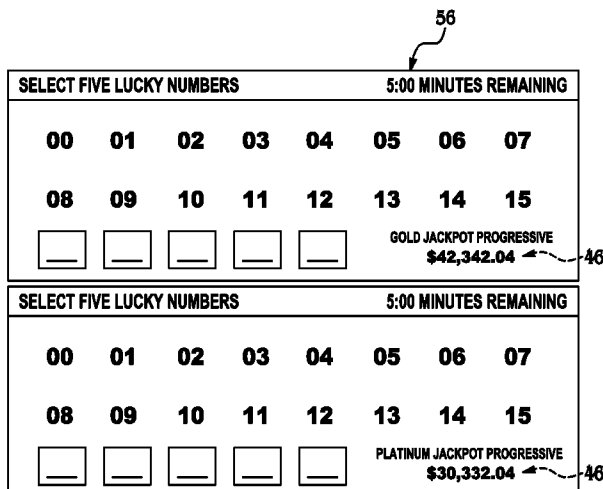 56
SELECT FIVE LUCKY NUMBERS 5:00 MINUTES REMAINING
00 01 02 03 04 05 06 07
08 09 10 11 12 13 14 15
GOLD JACKPOT PROGRESSIVE
$42,342.04 46
SELECT FIVE LUCKY NUMBERS 5:00 MINUTES REMAINING
00 01 02 03 04 05 06 07
08 09 10 11 12 13 14 15
PLATINUM JACKPOT PROGRESSIVE
$30,332.04 46